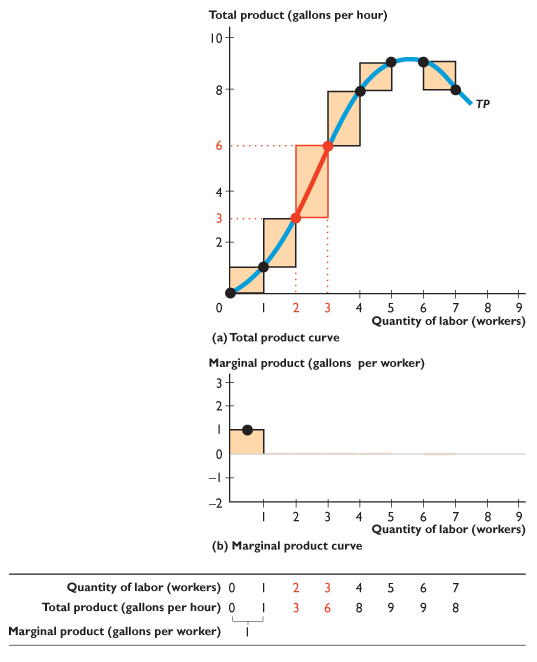 Total product (gallons per hour)
10
8
6
4
3
2
0 1 2 3 4 5 6 7 8 9
TP
Quantity of labor (workers)
(a) Total product curve
Marginal product (gallons per worker)
3
2
1
0
−1
−2
1 2 3 4 5 6 7 8 9
Quantity of labor (workers)
(b) Marginal product curve
Quantity of labor (workers) 0 1 2 3 4 5 6 7
Total product (gallons per hour) 0 1 3 6 8 9 9 8
Marginal product (gallons per worker) 1